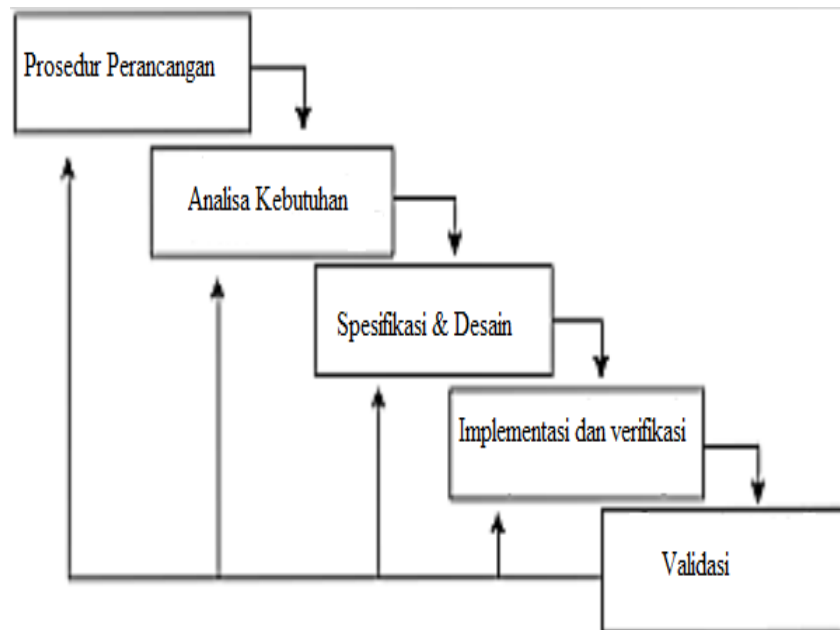 Prosedur Perancangan
Analisa Kebutuhan
Spesifikasi & Desain
Implementasi dan verifikasi
Validasi